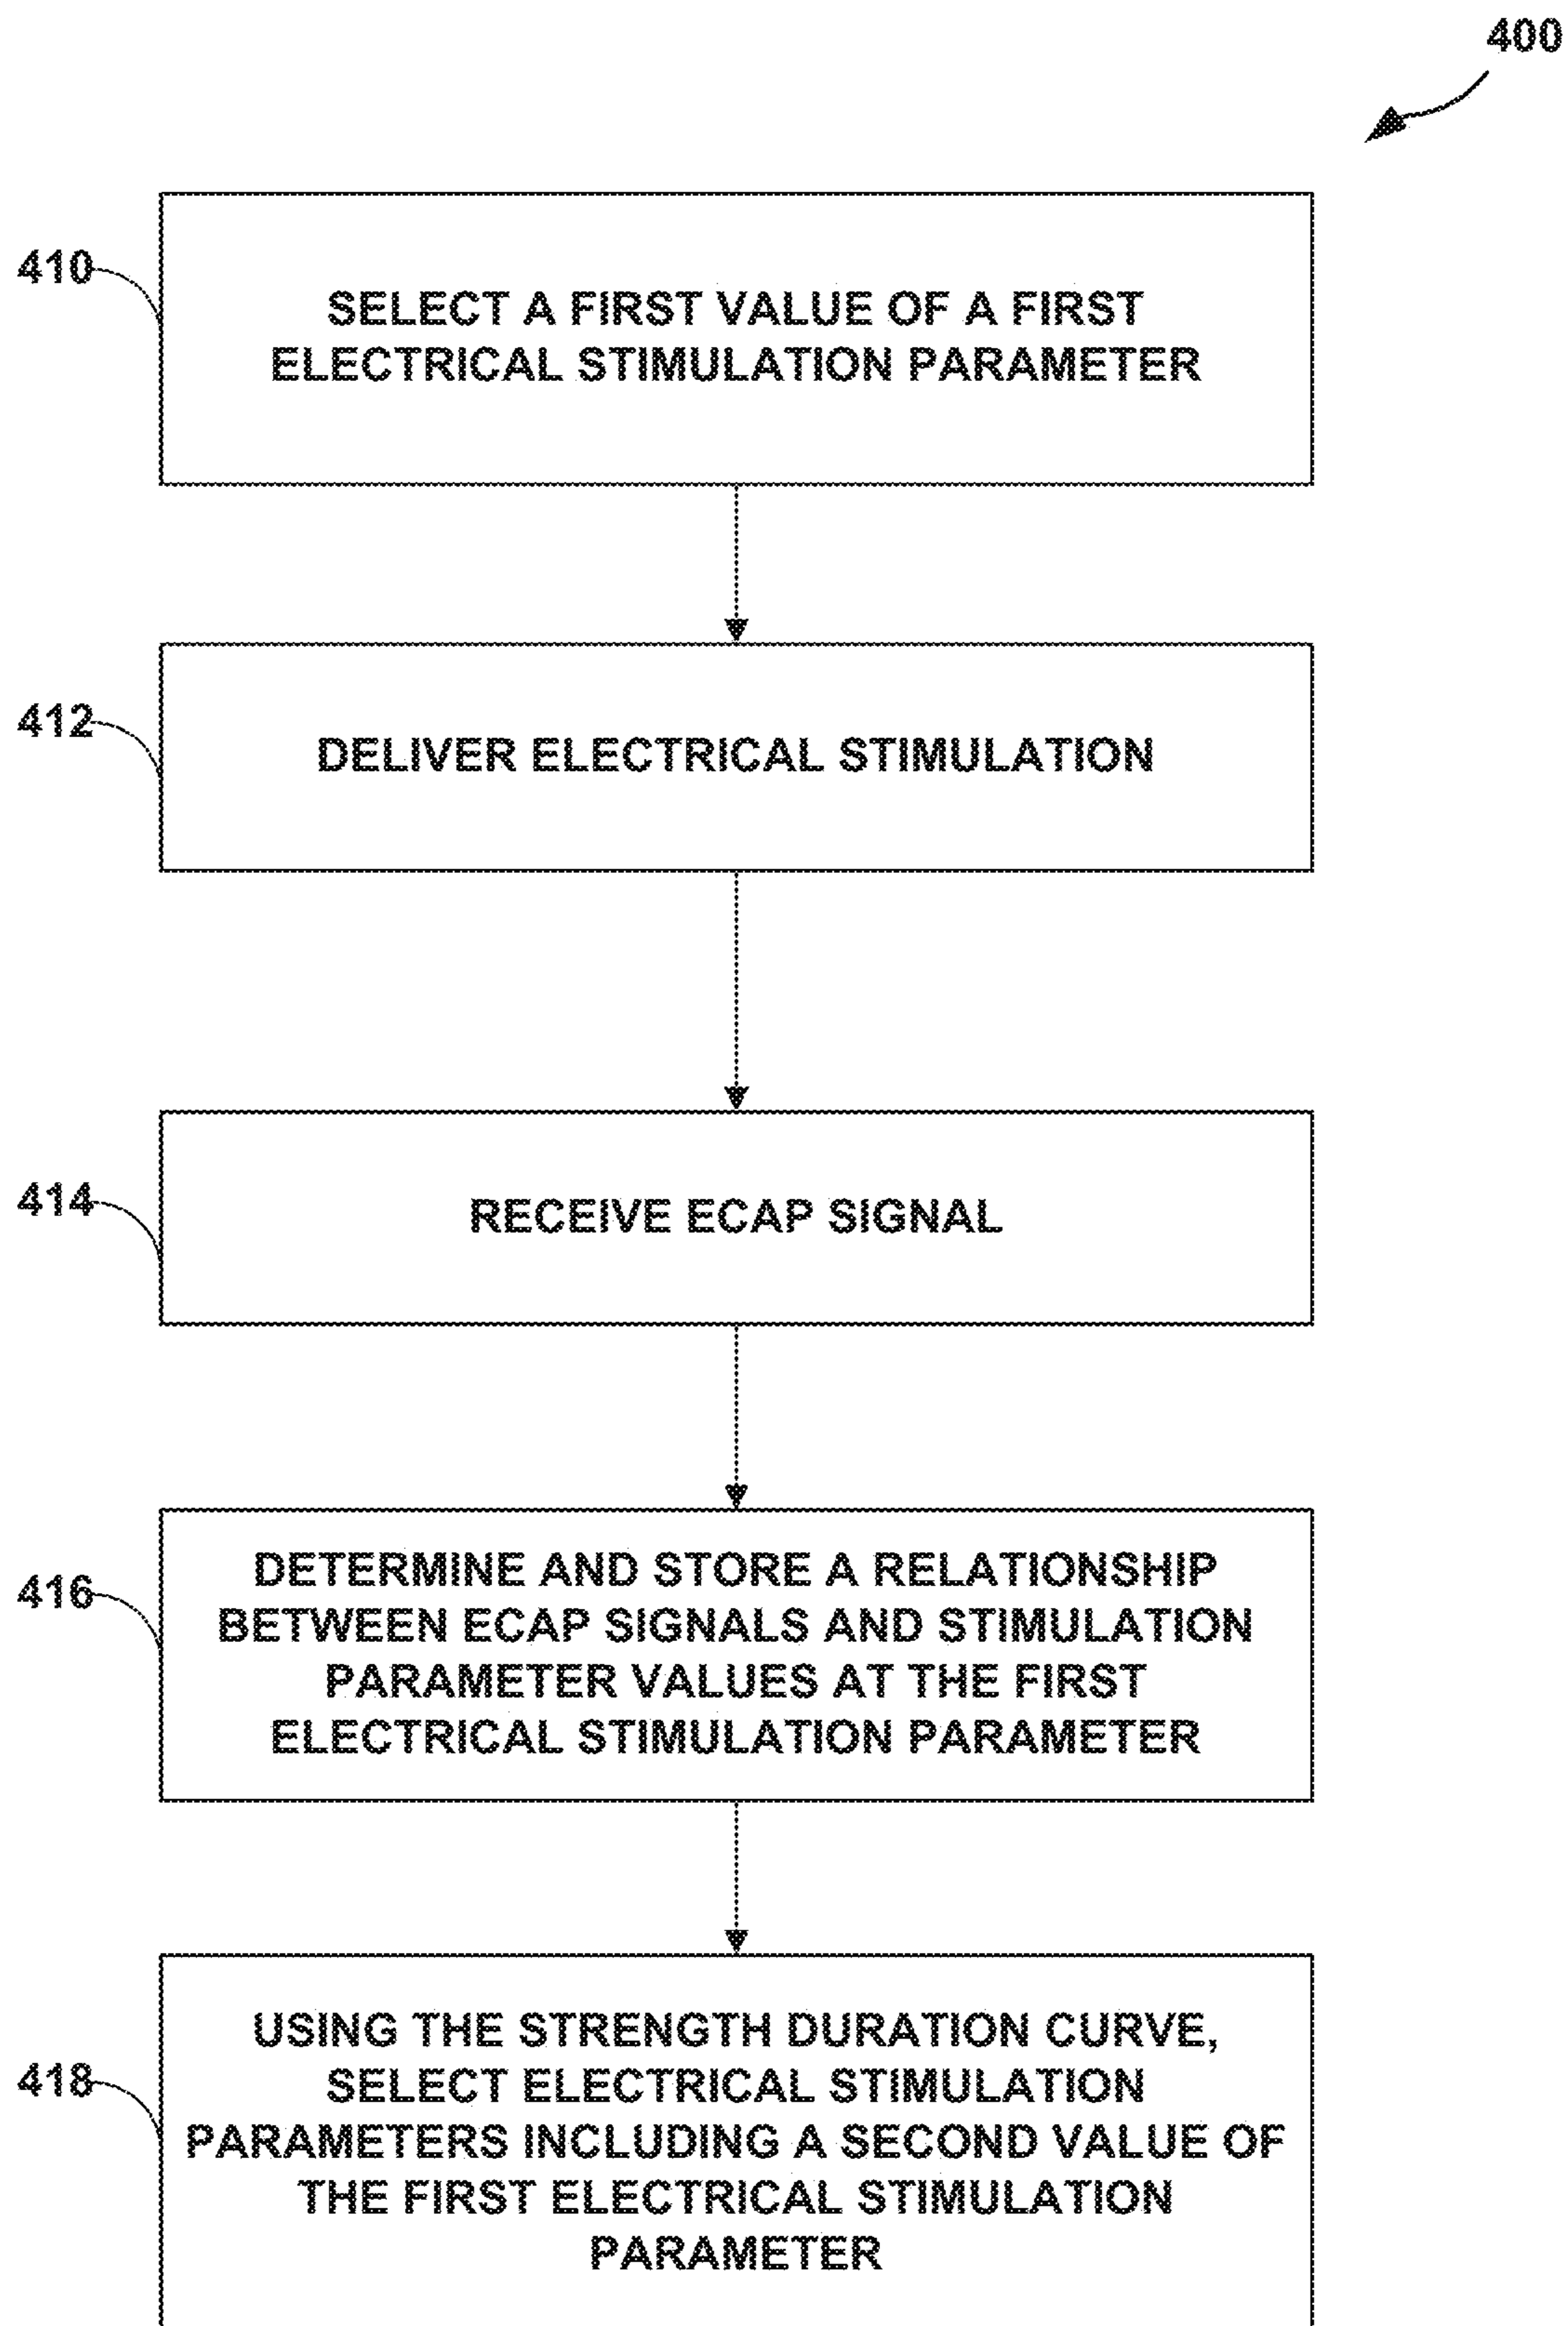 400
410
SELECT A FIRST VALUE OF A FIRST
ELECTRICAL STIMULATION PARAMETER
412
DELIVER ELECTRICAL STIMULATION
414
RECEIVE ECAP SIGNAL
416
DETERMINE AND STORE A RELATIONSHIP
BETWEEN ECAP SIGNALS AND STIMULATION
PARAMETER VALUES AT THE FIRST
ELECTRICAL STIMULATION PARAMETER
418
USING THE STRENGTH DURATION CURVE,
SELECT ELECTRICAL STIMULATION
PARAMETERS INCLUDING A SECOND VALUE OF
THE FIRST ELECTRICAL STIMULATION
PARAMETER